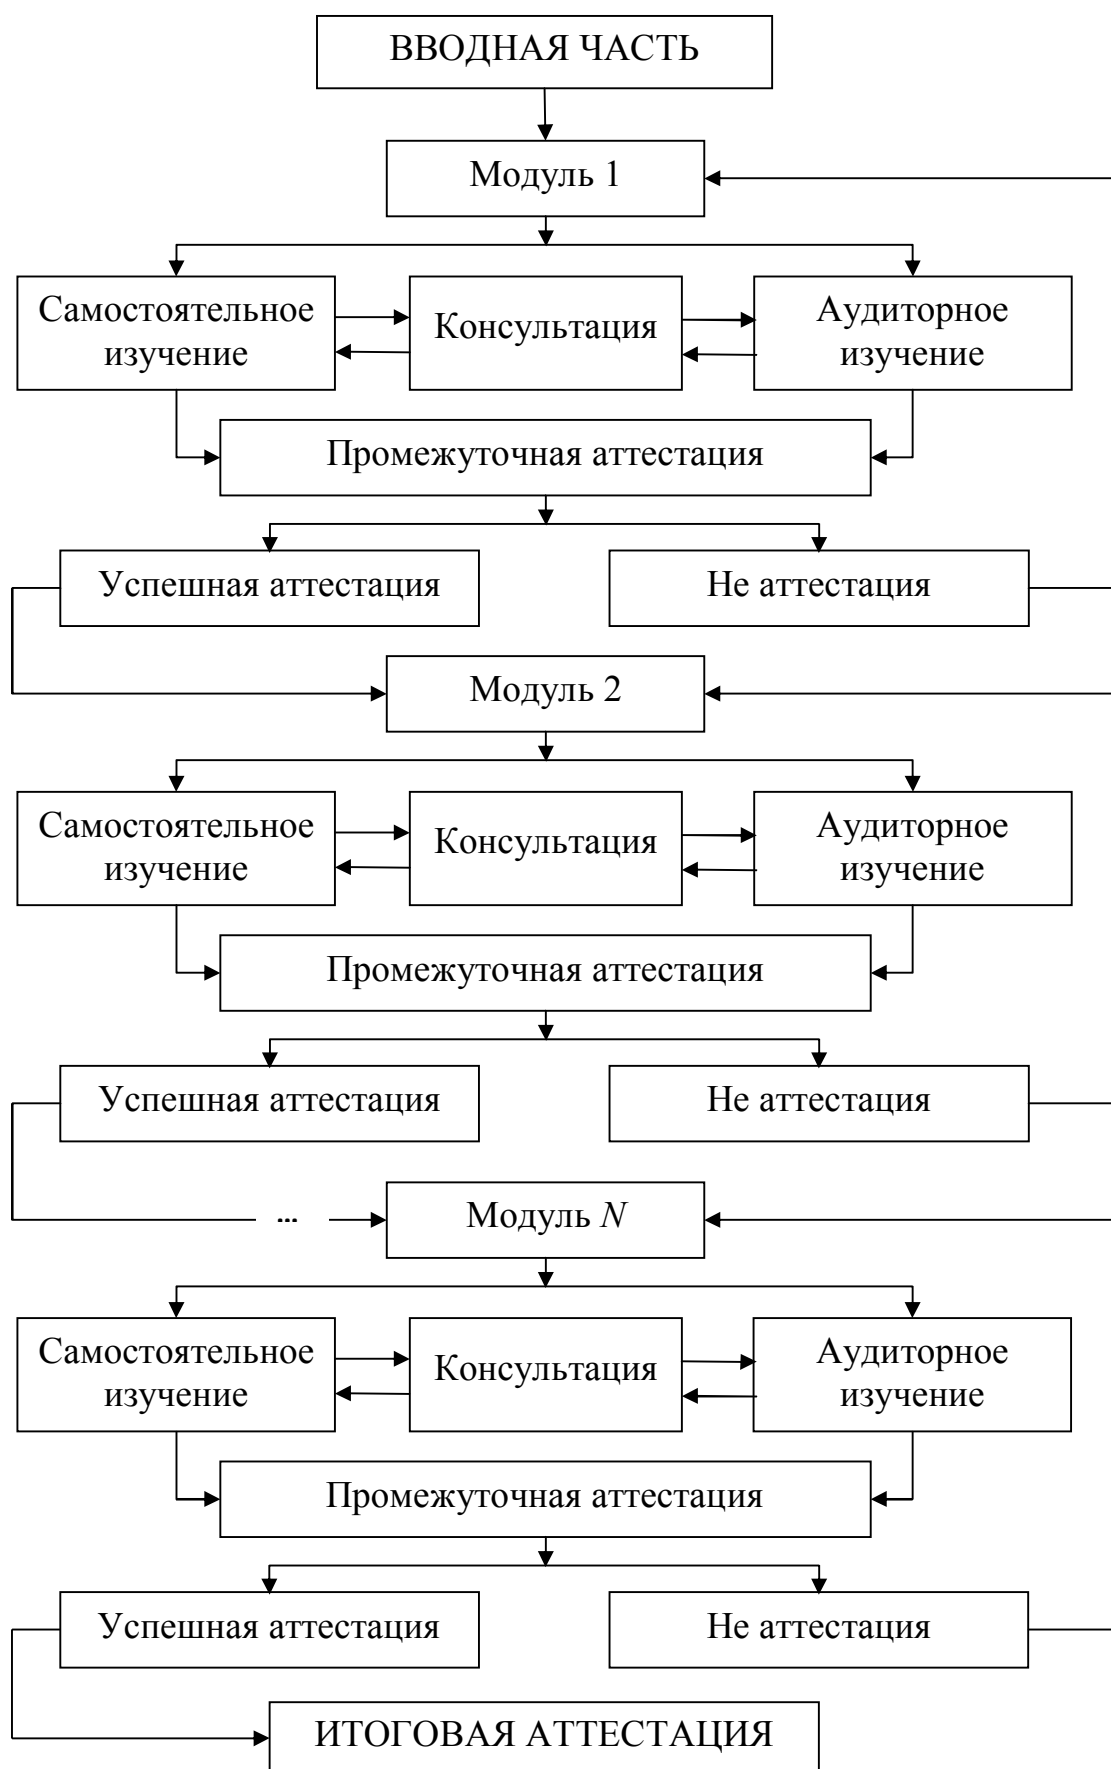 ВВОДНАЯ ЧАСТЬ
Модуль 1
Самостоятельное
изучение
Консультация
Аудиторное
изучение
Промежуточная аттестация
Успешная аттестация
Не аттестация
Модуль 2
Самостоятельное
изучение
Консультация
Аудиторное
изучение
Промежуточная аттестация
Успешная аттестация
Не аттестация
...
Модуль N
Самостоятельное
изучение
Консультация
Аудиторное
изучение
Промежуточная аттестация
Успешная аттестация
Не аттестация
ИТОГОВАЯ АТТЕСТАЦИЯ